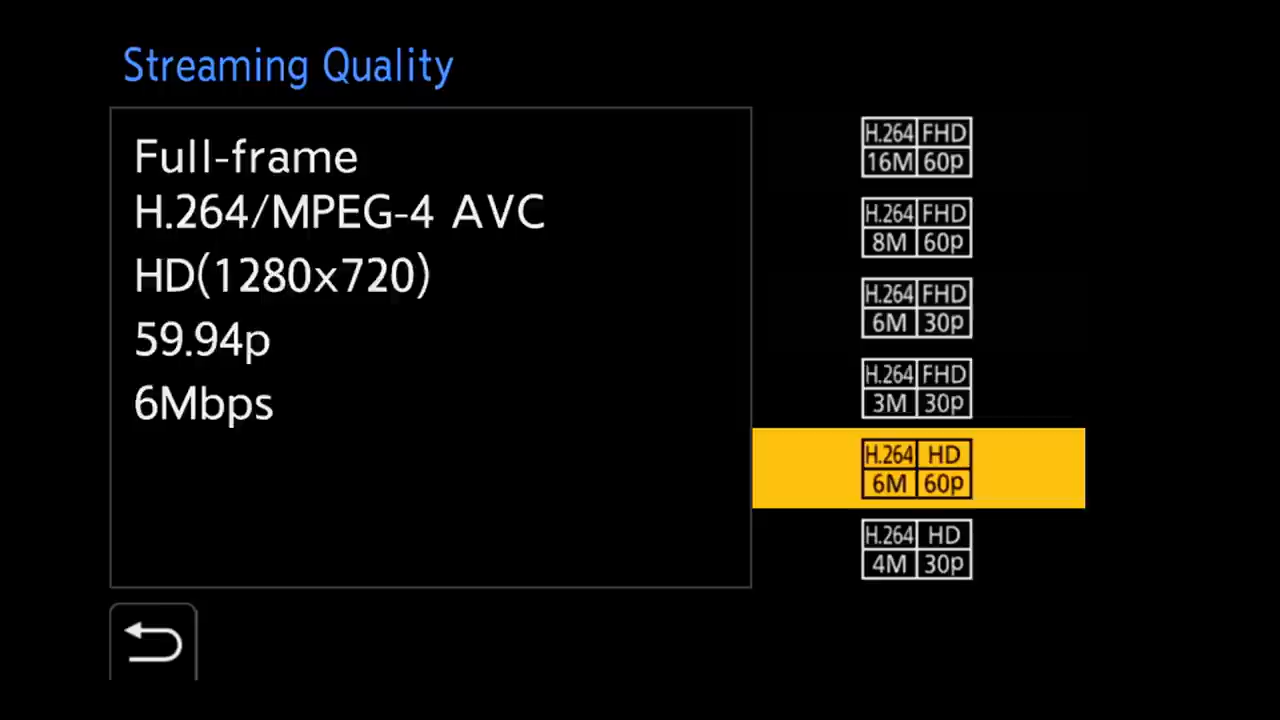 Streaming Quality
Full-frame
H.264/MPEG-4 AVC
HD(1280x720)
59.94p
6Mbps
H.264 FHD
16M 60p
H.264 FHD
8M 60p
H.264 FHD
6M 30p
H.264 FHD
3M 30p
H.264 HD
6M 60p
H.264 HD
4M 30p